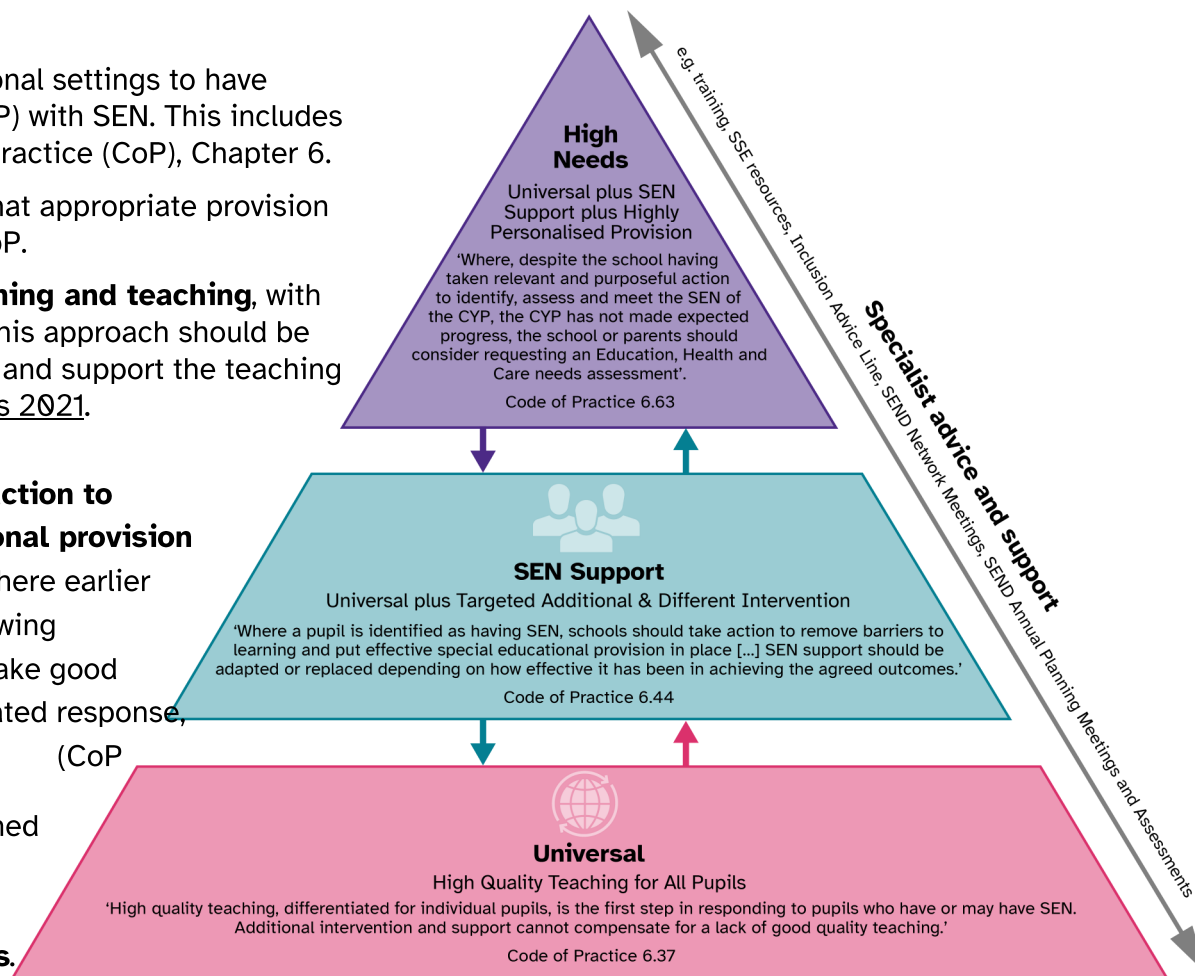 onal settings to have
P) with SEN. This includes
ractice (CoP), Chapter 6.
hat appropriate provision
oP.
ning and teaching, with
his approach should be
and support the teaching
s 2021.
ction to
onal provision
here earlier
wing
ake good
ated response,
(CoP
ned
s.
High
Needs
Universal plus SEN
Support plus Highly
Personalised Provision
‘Where, despite the school having
taken relevant and purposeful action
to identify, assess and meet the SEN of
the CYP, the CYP has not made expected
progress, the school or parents should
consider requesting an Education, Health and
Care needs assessment’.
Code of Practice 6.63
SEN Support
Universal plus Targeted Additional & Different Intervention
‘Where a pupil is identified as having SEN, schools should take action to remove barriers to
learning and put effective special educational provision in place [...] SEN support should be
adapted or replaced depending on how effective it has been in achieving the agreed outcomes.’
Code of Practice 6.44
Universal
High Quality Teaching for All Pupils
‘High quality teaching, differentiated for individual pupils, is the first step in responding to pupils who have or may have SEN.
Additional intervention and support cannot compensate for a lack of good quality teaching.’
Code of Practice 6.37
Specialist advice and support
e.g. training, SSE resources, Inclusion Advice Line, SEND Network Meetings, SEND Annual Planning Meetings and Assessments